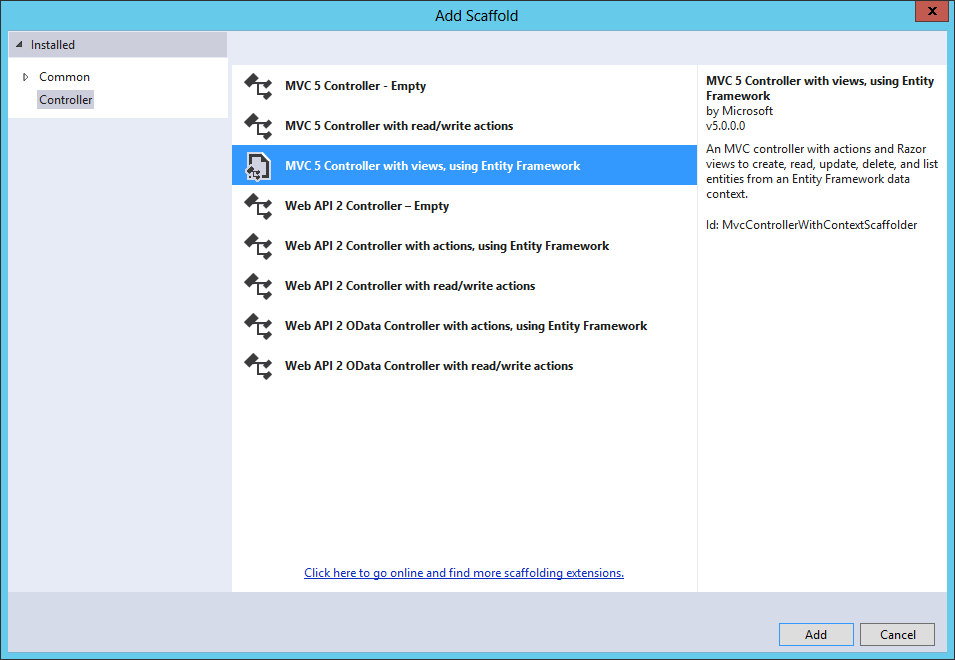 Add Scaffold
Installed
Common
Controller
MVC 5 Controller - Empty
MVC 5 Controller with read/write actions
MVC 5 Controller with views, using Entity Framework
Web API 2 Controller – Empty
Web API 2 Controller with actions, using Entity Framework
Web API 2 Controller with read/write actions
Web API 2 OData Controller with actions, using Entity Framework
Web API 2 OData Controller with read/write actions
Click here to go online and find more scaffolding extensions.
MVC 5 Controller with views, using Entity
Framework
by Microsoft
v5.0.0.0
An MVC controller with actions and Razor
views to create, read, update, delete, and list
entities from an Entity Framework data
context.
Id: MvcControllerWithContextScaffolder
Add
Cancel